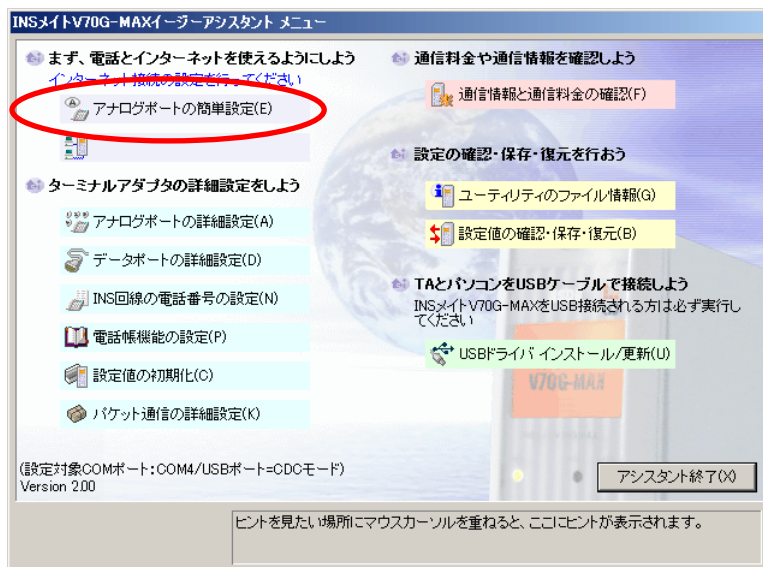 INSメイトV70G-MAXイージーアシスタント メニュー
まず、電話とインターネットを使えるようにしよう
インターネット接続の設定を行ってください
アナログポートの簡単設定(E)
ターミナルアダプタの詳細設定をしよう
アナログポートの詳細設定(A)
データポートの詳細設定(D)
INS回線の電話番号の設定(N)
電話帳機能の設定(P)
設定値の初期化(C)
パケット通信の詳細設定(K)
通信料金や通信情報を確認しよう
通信情報と通信料金の確認(F)
設定の確認・保存・復元を行おう
ユーティリティのファイル情報(G)
設定値の確認・保存・復元(B)
TAとパソコンをUSBケーブルで接続しよう
INSメイトV70G-MAXをUSB接続される方は必ず実行し
てください
USBドライバ インストール/更新(U)
V70G-MAX
(設定対象COMポート:COM4/USBポート=CDCモード)
Version 2.00
アシスタント終了(X)
ヒントを見たい場所にマウスカーソルを重ねると、ここにヒントが表示されます。